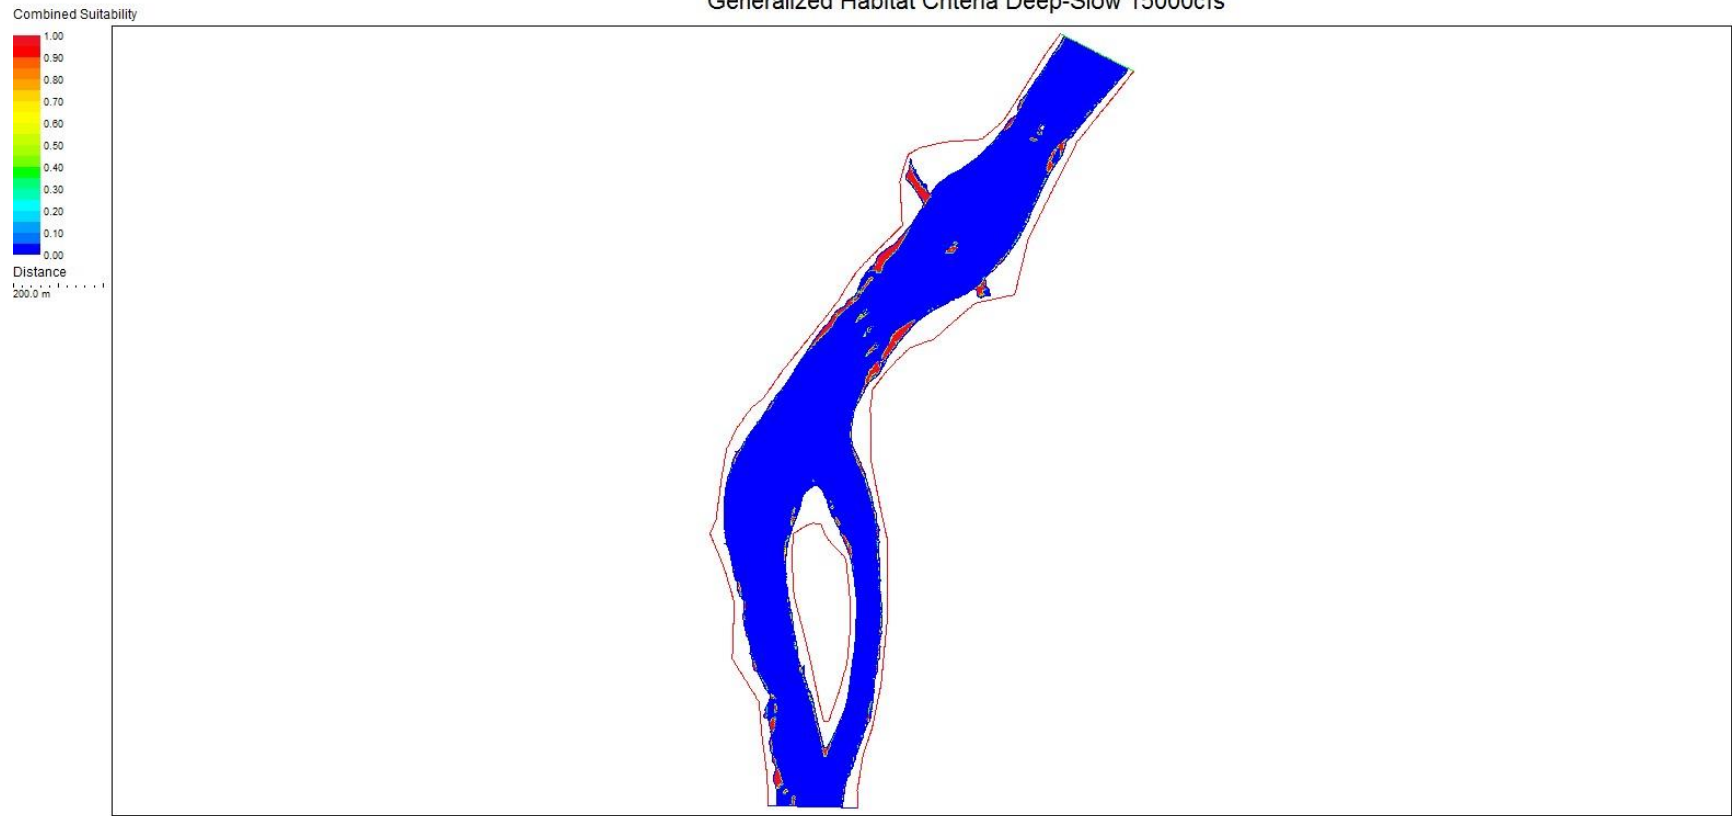 Generalized Habitat Criteria Deep-Slow 15000cfs
Combined Suitability
1.00
0.90
0.80
0.70
0.60
0.50
0.40
0.30
0.20
0.10
0.00
Distance
200.0 m